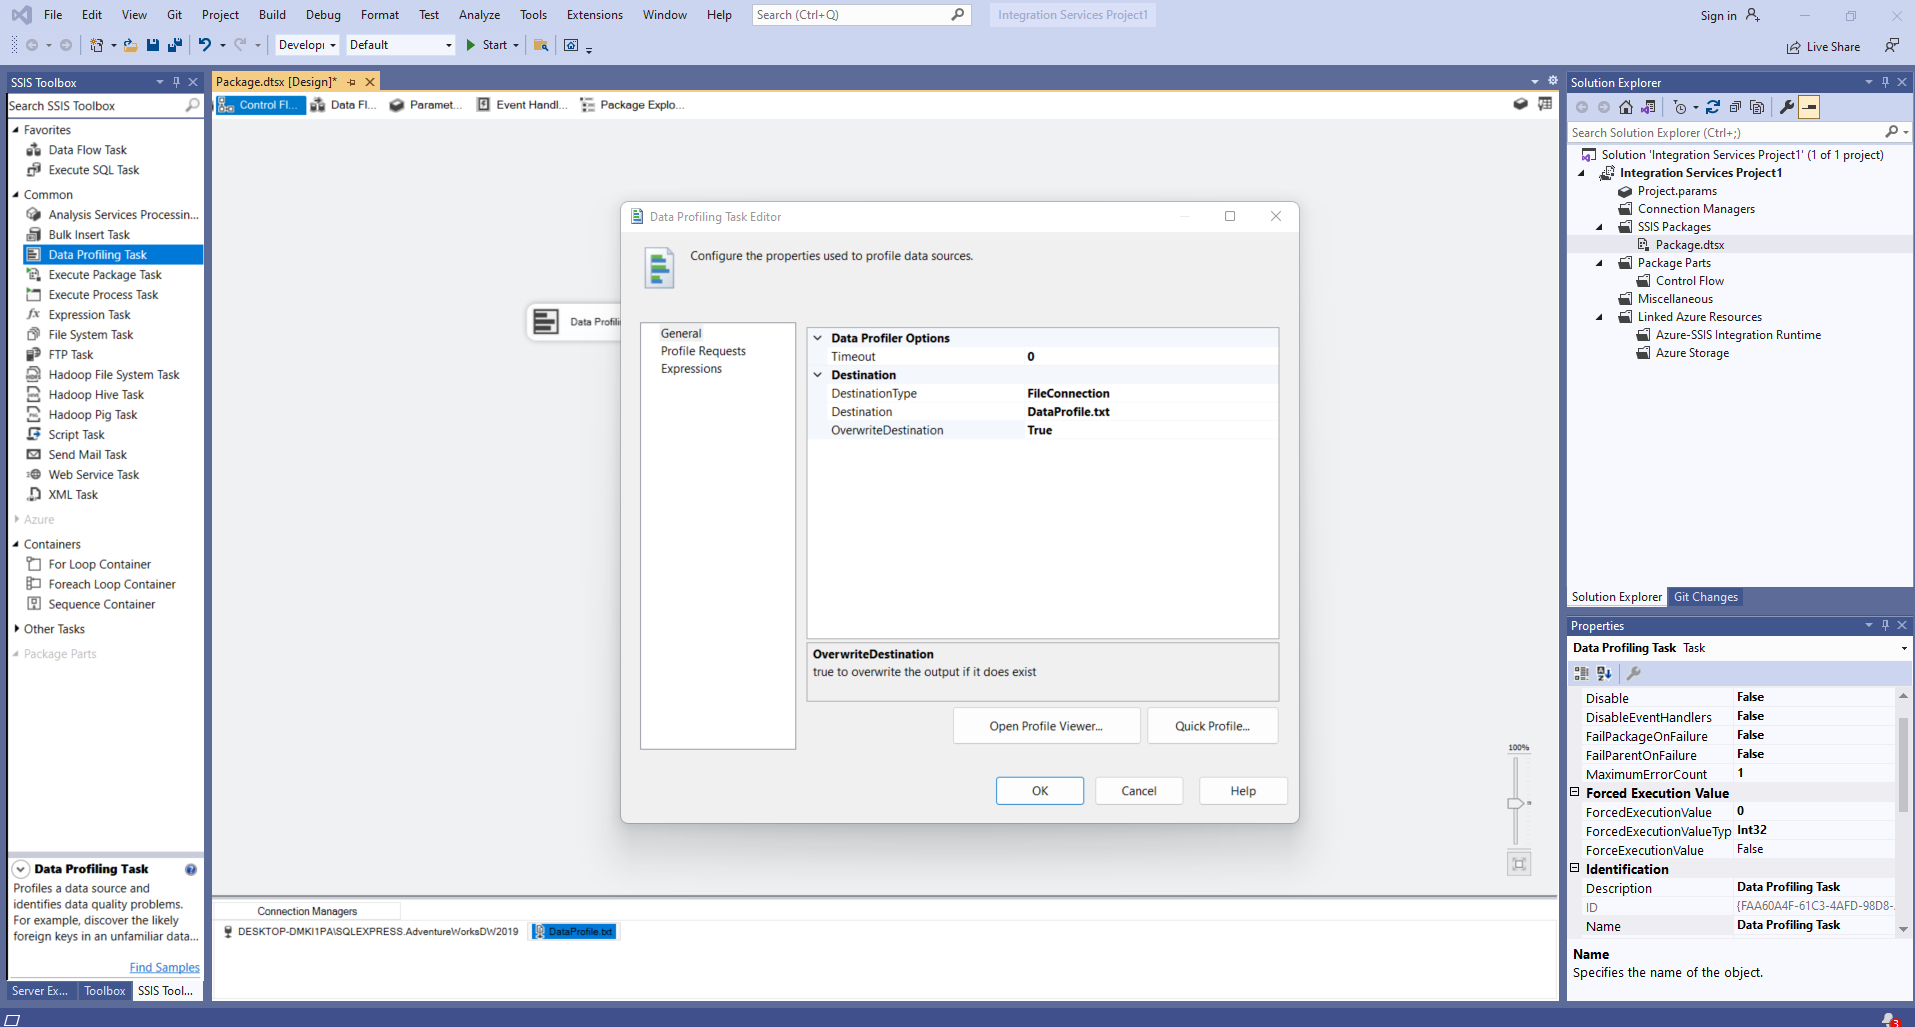 File Edit View Git Project Build Debug Format Test Analyze Tools Extensions Window Help Search (Ctrl+Q) Integration Services Project1 Sign in
Developı Default Start Live Share
SSIS Toolbox
Search SSIS Toolbox
Favorites
Data Flow Task
Execute SQL Task
Common
Analysis Services Processin...
Bulk Insert Task
Data Profiling Task
Execute Package Task
Execute Process Task
Expression Task
File System Task
FTP Task
Hadoop File System Task
Hadoop Hive Task
Hadoop Pig Task
Script Task
Send Mail Task
Web Service Task
XML Task
Azure
Containers
For Loop Container
Foreach Loop Container
Sequence Container
Other Tasks
Package Parts
Data Profiling Task
Profiles a data source and
identifies data quality problems.
For example, discover the likely
foreign keys in an unfamiliar data...
Find Samples
Server Ex... Toolbox SSIS Tool...
Package.dtsx [Design]*
Control Fl... Data Fl... Paramet... Event Handl... Package Explo...
Data Profili
Data Profiling Task Editor
Configure the properties used to profile data sources.
General
Profile Requests
Expressions
Data Profiler Options
Timeout 0
Destination
DestinationType FileConnection
Destination DataProfile.txt
OverwriteDestination True
OverwriteDestination
true to overwrite the output if it does exist
Open Profile Viewer... Quick Profile...
OK Cancel Help
100%
Connection Managers
DESKTOP-DMKI1PA\SQLEXPRESS.AdventureWorksDW2019 DataProfile.txt
Solution Explorer
Search Solution Explorer (Ctrl+;)
Solution 'Integration Services Project1' (1 of 1 project)
Integration Services Project1
Project.params
Connection Managers
SSIS Packages
Package.dtsx
Package Parts
Control Flow
Miscellaneous
Linked Azure Resources
Azure-SSIS Integration Runtime
Azure Storage
Solution Explorer Git Changes
Properties
Data Profiling Task Task
Disable False
DisableEventHandlers False
FailPackageOnFailure False
FailParentOnFailure False
MaximumErrorCount 1
Forced Execution Value
ForcedExecutionValue 0
ForcedExecutionValueTyp Int32
ForceExecutionValue False
Identification
Description Data Profiling Task
ID {FAA60A4F-61C3-4AFD-98D8-
Name Data Profiling Task
Name
Specifies the name of the object.
3